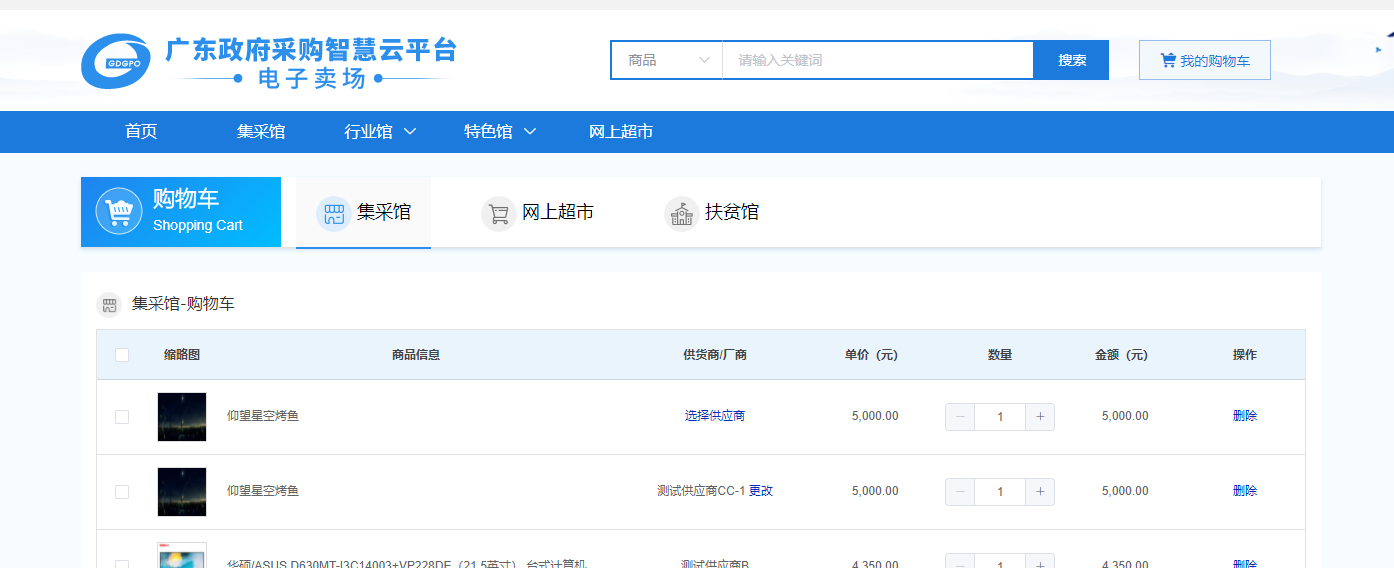 广东政府采购智慧云平台
GDGPO
电子卖场
商品 请输入关键词 搜索 我的购物车
首页 集采馆 行业馆 特色馆 网上超市
购物车
Shopping Cart
集采馆 网上超市 扶贫馆
集采馆-购物车
缩略图 商品信息 供货商/厂商 单价（元） 数量 金额（元） 操作
仰望星空烤鱼 选择供应商 5,000.00 － 1 + 5,000.00 删除
仰望星空烤鱼 测试供应商CC-1 更改 5,000.00 － 1 + 5,000.00 删除
华硕/ASUS D630MT-I3C14003+VP228DE（21.5英寸） 台式计算机 测试供应商B 4,350.00 － 1 + 4,350.00 删除